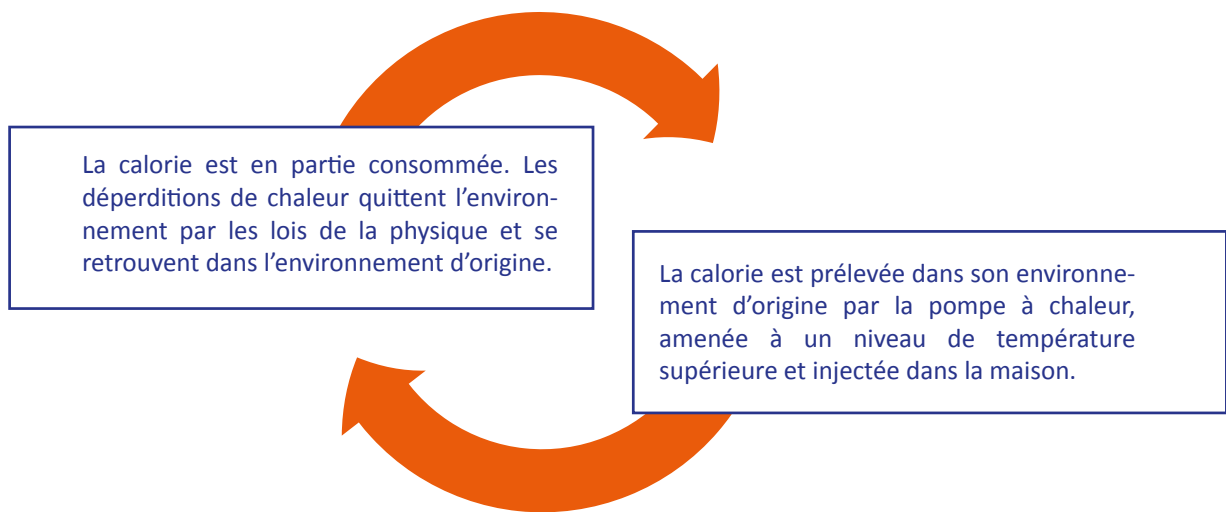 La calorie est en partie consommée. Les
déperditions de chaleur quittent l’environ-
nement par les lois de la physique et se
retrouvent dans l’environnement d’origine.
La calorie est prélevée dans son environne-
ment d’origine par la pompe à chaleur,
amenée à un niveau de température
supérieure et injectée dans la maison.